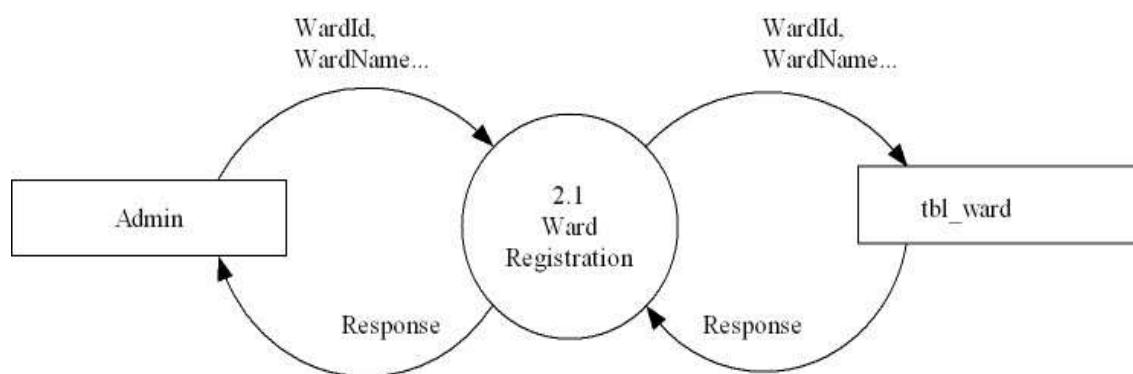 WardId,
WardName...
WardId,
WardName...
Admin
2.1
Ward
Registration
tbl_ward
Response
Response